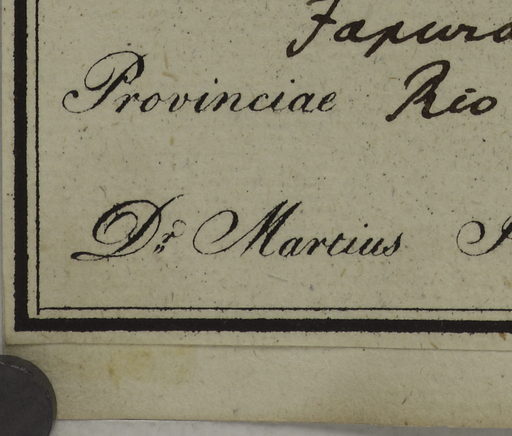 Japura
Provinciae Rio
Dr. Martius